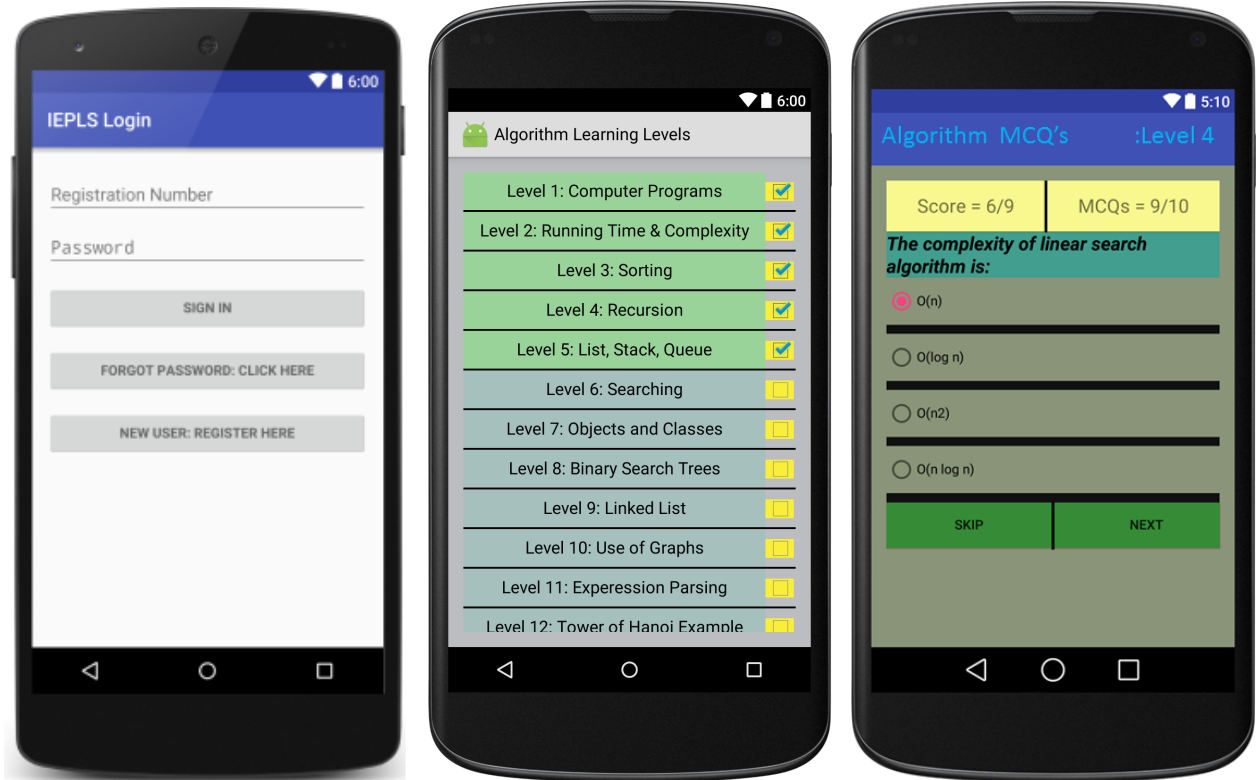 6:00
IEPLS Login
Registration Number
Password
SIGN IN
FORGOT PASSWORD: CLICK HERE
NEW USER: REGISTER HERE
6:00
Algorithm Learning Levels
Level 1: Computer Programs
Level 2: Running Time & Complexity
Level 3: Sorting
Level 4: Recursion
Level 5: List, Stack, Queue
Level 6: Searching
Level 7: Objects and Classes
Level 8: Binary Search Trees
Level 9: Linked List
Level 10: Use of Graphs
Level 11: Experession Parsing
Level 12: Tower of Hanoi Example
5:10
Algorithm MCQ's :Level 4
Score = 6/9 MCQs = 9/10
The complexity of linear search
algorithm is:
O(n)
O(log n)
O(n2)
O(n log n)
SKIP NEXT